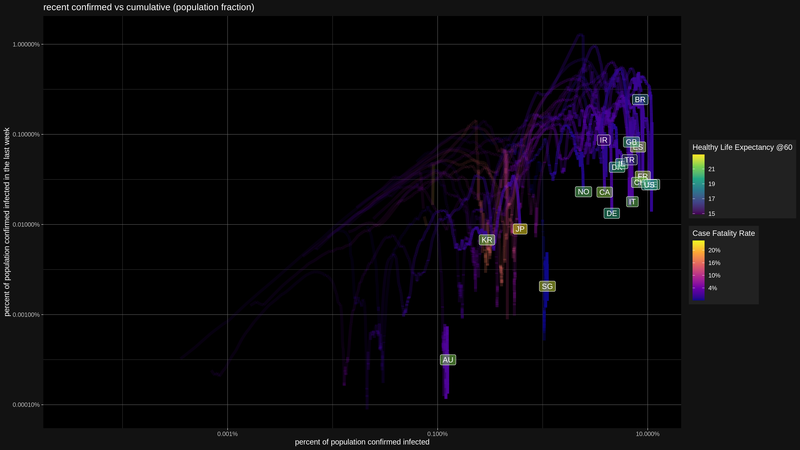 recent confirmed vs cumulative (population fraction)
percent of population confirmed infected in the last week
1.00000%
0.10000%
0.01000%
0.00100%
0.00010%
BR
IR
GB
ES
TR
NO
CA
US
IT
DE
KR
JP
SG
AU
0.001%
0.100%
10.000%
percent of population confirmed infected
Healthy Life Expectancy @60
21
19
17
15
Case Fatality Rate
20%
16%
10%
4%